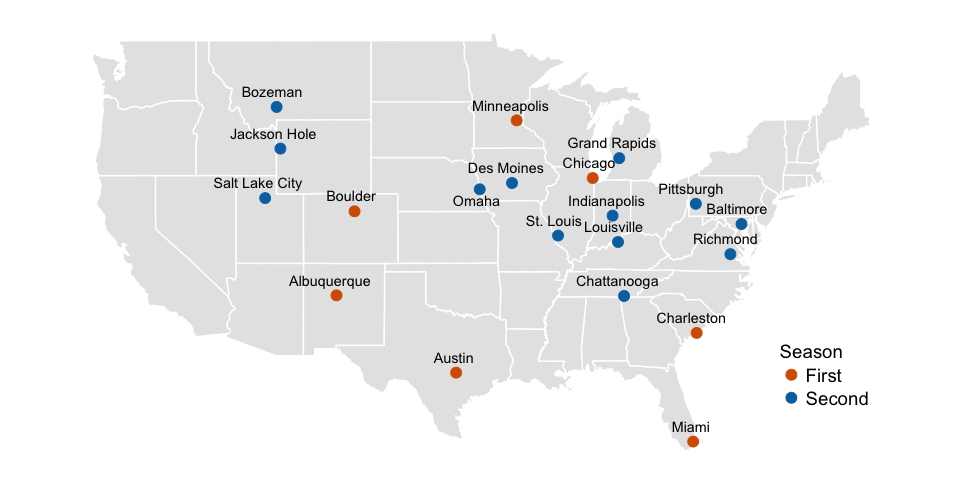 Bozeman
Minneapolis
Jackson Hole
Grand Rapids
Chicago
Des Moines
Salt Lake City
Boulder
Omaha
Pittsburgh
Indianapolis
Baltimore
St. Louis
Louisville
Richmond
Albuquerque
Chattanooga
Charleston
Austin
Miami
Season
First
Second